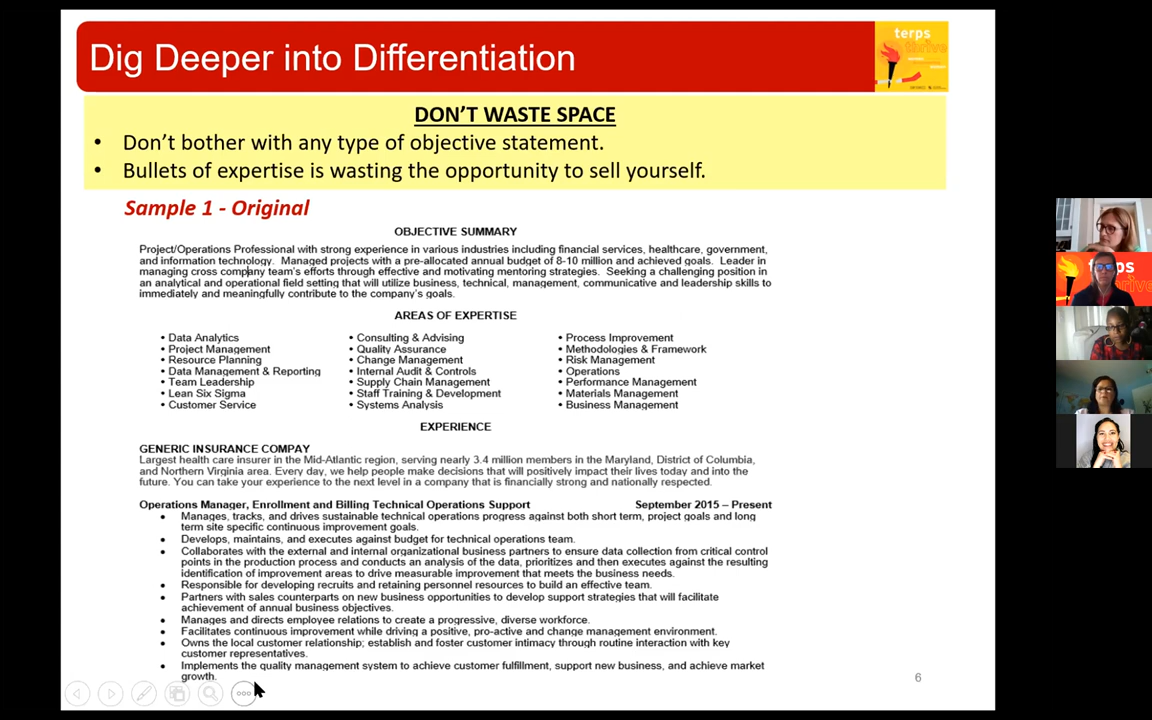 Dig Deeper into Differentiation
terps
thrive
DON'T WASTE SPACE
• Don't bother with any type of objective statement.
• Bullets of expertise is wasting the opportunity to sell yourself.
Sample 1 - Original
OBJECTIVE SUMMARY
Project/Operations Professional with strong experience in various industries including financial services, healthcare, government,
and information technology. Managed projects with a pre-allocated annual budget of 8-10 million and achieved goals. Leader in
managing cross company team's efforts through effective and motivating mentoring strategies. Seeking a challenging position in
an analytical and operational field setting that will utilize business, technical, management, communicative and leadership skills to
immediately and meaningfully contribute to the company's goals.
AREAS OF EXPERTISE
• Data Analytics
• Project Management
• Resource Planning
• Data Management & Reporting
• Team Leadership
• Lean Six Sigma
• Customer Service
• Consulting & Advising
• Quality Assurance
• Change Management
• Internal Audit & Controls
• Supply Chain Management
• Staff Training & Development
• Systems Analysis
• Process Improvement
• Methodologies & Framework
• Risk Management
• Operations
• Performance Management
• Materials Management
• Business Management
EXPERIENCE
GENERIC INSURANCE COMPAY
Largest health care insurer in the Mid-Atlantic region, serving nearly 3.4 million members in the Maryland, District of Columbia,
and Northern Virginia area. Every day, we help people make decisions that will positively impact their lives today and into the
future. You can take your experience to the next level in a company that is financially strong and nationally respected.
Operations Manager, Enrollment and Billing Technical Operations Support September 2015 – Present
• Manages, tracks, and drives sustainable technical operations progress against both short term, project goals and long
term site specific continuous improvement goals.
• Develops, maintains, and executes against budget for technical operations team.
• Collaborates with the external and internal organizational business partners to ensure data collection from critical control
points in the production process and conducts an analysis of the data, prioritizes and then executes against the resulting
identification of improvement areas to drive measurable improvement that meets the business needs.
• Responsible for developing recruits and retaining personnel resources to build an effective team.
• Partners with sales counterparts on new business opportunities to develop support strategies that will facilitate
achievement of annual business objectives.
• Manages and directs employee relations to create a progressive, diverse workforce.
• Facilitates continuous improvement while driving a positive, pro-active and change management environment.
• Owns the local customer relationship; establish and foster customer intimacy through routine interaction with key
customer representatives.
• Implements the quality management system to achieve customer fulfillment, support new business, and achieve market
growth.
6